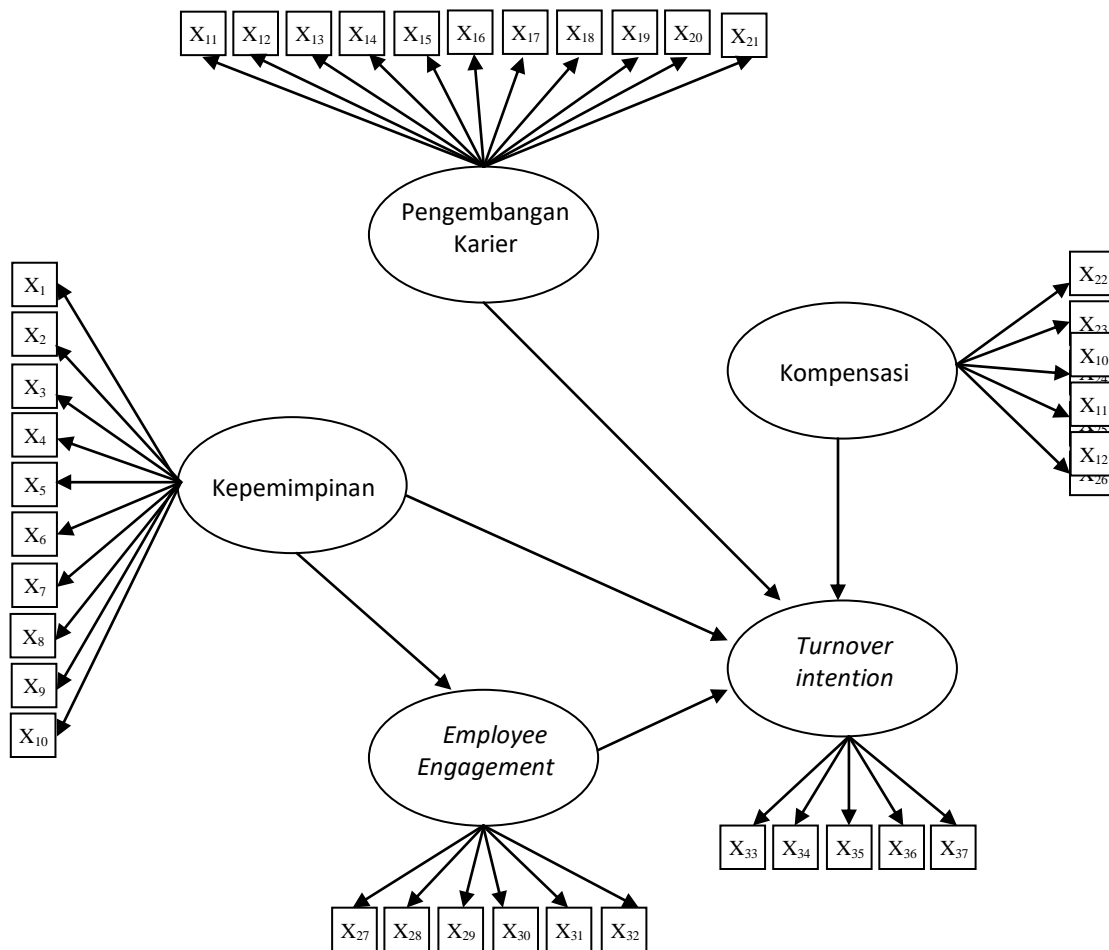 X₁₁ X₁₂ X₁₃ X₁₄ X₁₅ X₁₆ X₁₇ X₁₈ X₁₉ X₂₀ X₂₁
Pengembangan
Karier
X₁
X₂
X₃
X₄
X₅
X₆
X₇
X₈
X₉
X₁₀
Kepemimpinan
Kompensasi
X₂₂
X₂₃
X₁₀
X₁₁
X₁₂
X₂₆
Turnover
intention
Employee
Engagement
X₃₃ X₃₄ X₃₅ X₃₆ X₃₇
X₂₇ X₂₈ X₂₉ X₃₀ X₃₁ X₃₂